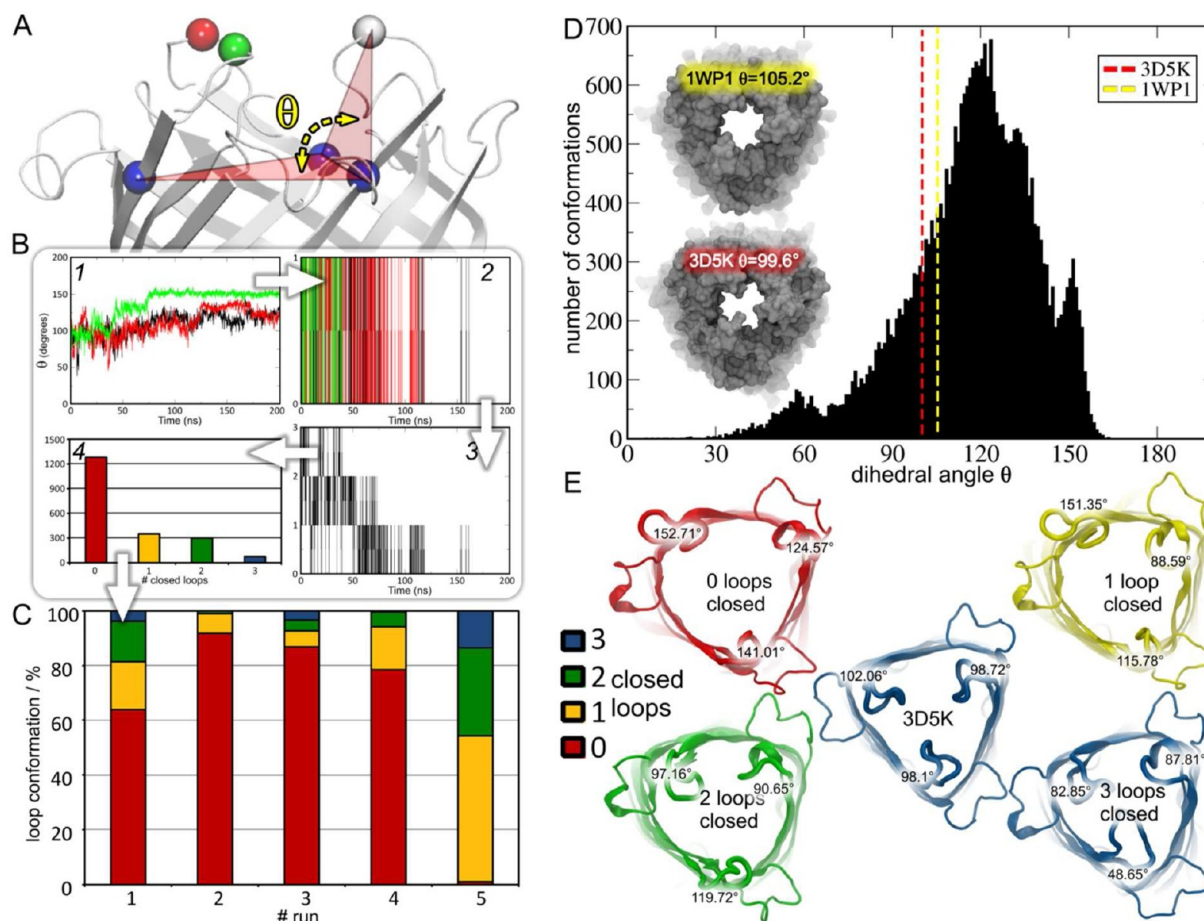 A
θ
B
1
200
150
100
50
0
θ (degrees)
0
50
100
150
200
Time (ns)
2
1
0
0
50
100
150
200
Time (ns)
4
1500
1200
900
600
300
0
0
1
2
3
# closed loops
3
3
2
1
0
0
50
100
150
200
Time (ns)
C
100
80
60
40
20
0
loop conformation / %
1
2
3
4
5
# run
3
2 closed
1 loops
0
D
700
600
500
400
300
200
100
0
number of conformations
1WP1 θ=105.2°
3D5K θ=99.6°
3D5K
1WP1
0
30
60
90
120
150
180
dihedral angle θ
E
152.71°
124.57°
0 loops
closed
141.01°
151.35°
88.59°
1 loop
closed
115.78°
102.06°
98.72°
3D5K
98.1°
97.16°
90.65°
2 loops
closed
119.72°
87.81°
82.85°
3 loops
closed
48.65°